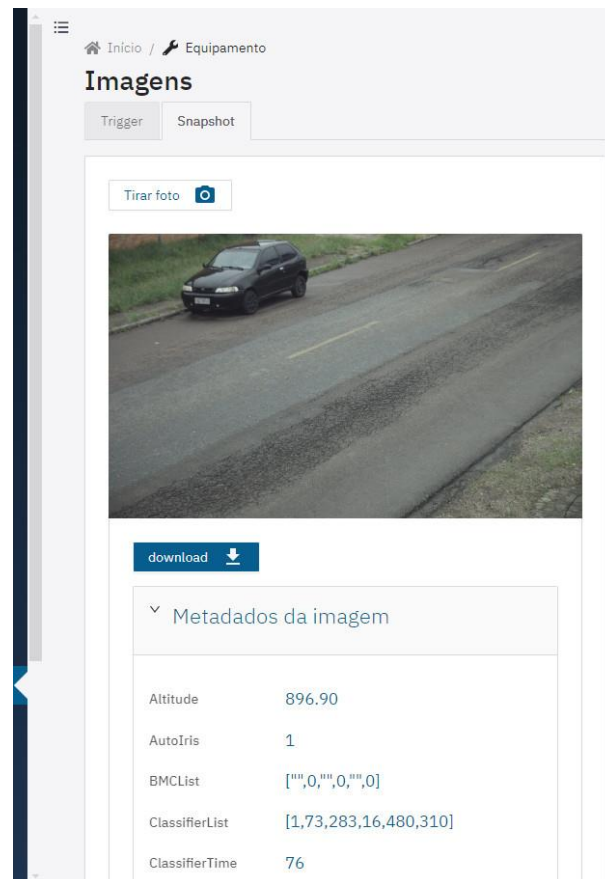 Início / Equipamento
Imagens
Trigger Snapshot
Tirar foto
download
Metadados da imagem
Altitude 896.90
AutoIris 1
BMCList ["",0,"",0,"",0]
ClassifierList [1,73,283,16,480,310]
ClassifierTime 76